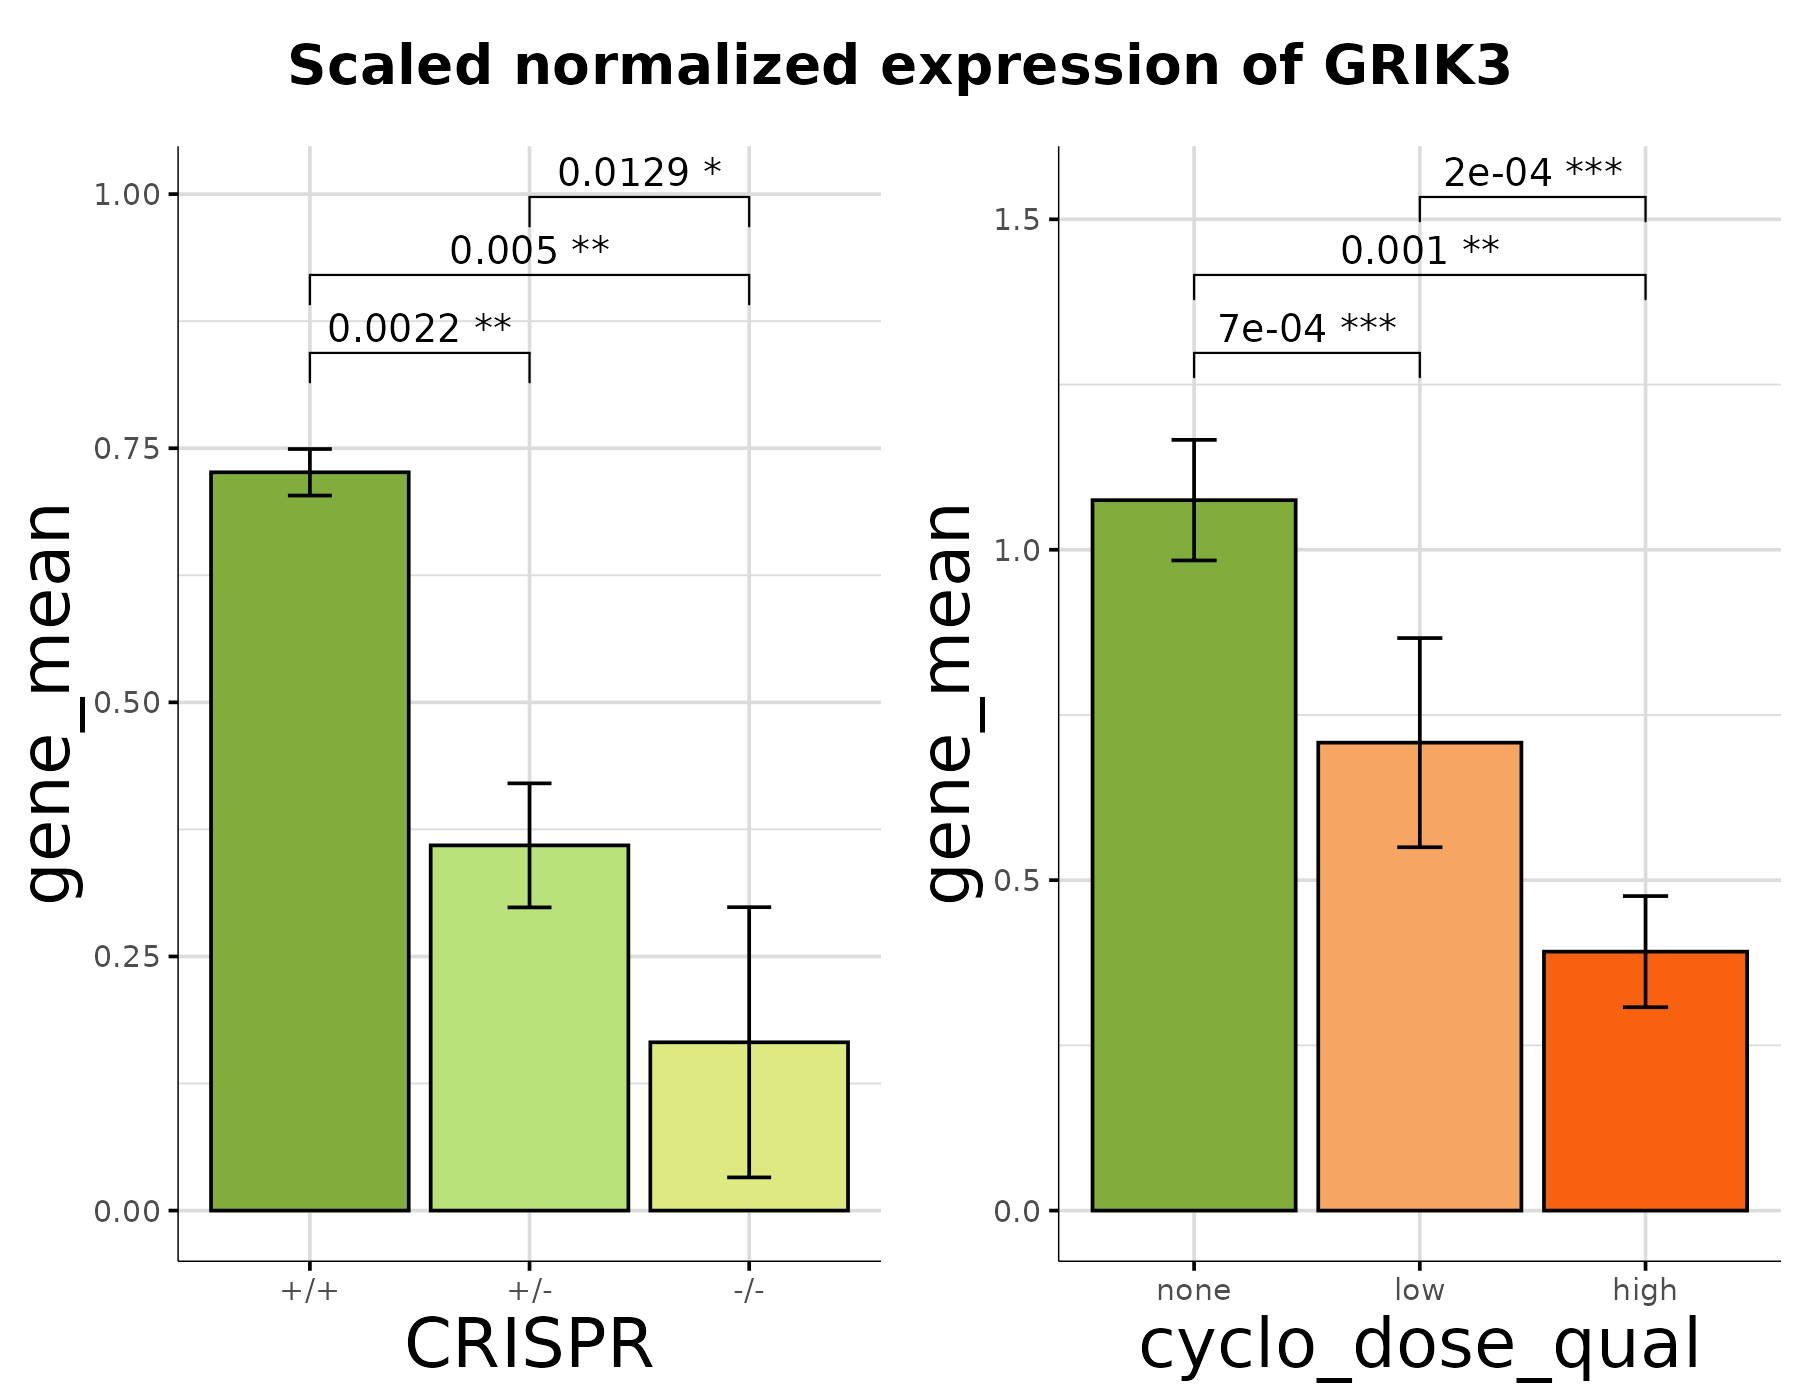 Scaled normalized expression of GRIK3
gene_mean
1.00
0.75
0.50
0.25
0.00
0.0129 *
0.005 **
0.0022 **
+/+ +/- -/-
CRISPR
gene_mean
1.5
1.0
0.5
0.0
2e-04 ***
0.001 **
7e-04 ***
none low high
cyclo_dose_qual